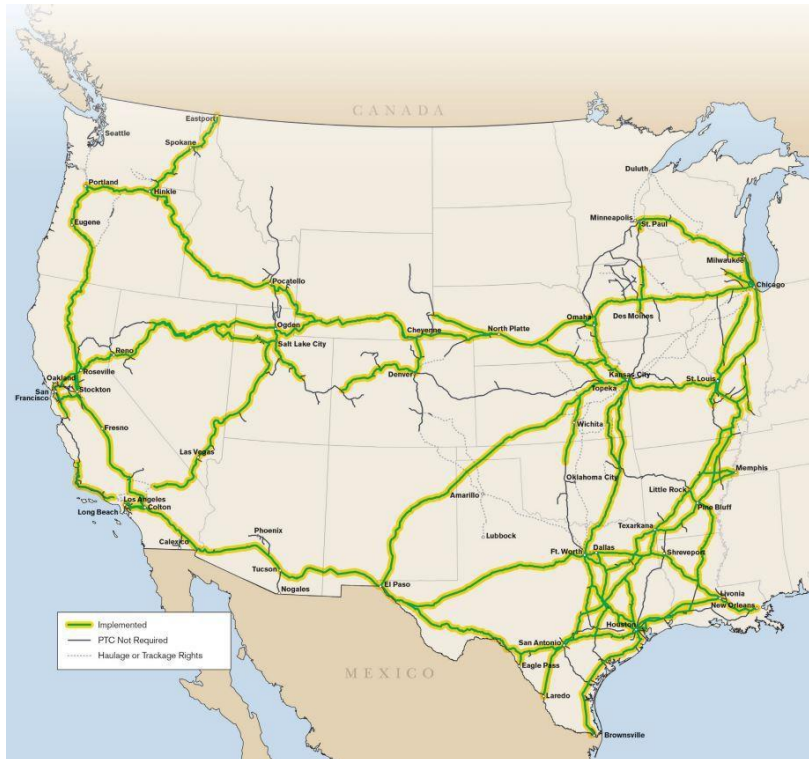 CANADA
Eastport
Seattle
Spokane
Portland
Hinkle
Eugene
Duluth
Minneapolis
St. Paul
Milwaukee
Chicago
Pocatello
Ogden
Salt Lake City
Cheyenne
North Platte
Omaha
Des Moines
Reno
Roseville
Oakland
San
Francisco
Stockton
Denver
Kansas City
Topeka
St. Louis
Fresno
Las Vegas
Wichita
Oklahoma City
Memphis
Los Angeles
Long Beach
Colton
Amarillo
Little Rock
Pine Bluff
Calexico
Phoenix
Lubbock
Texarkana
Tucson
Nogales
El Paso
Ft. Worth
Dallas
Shreveport
Livonia
New Orleans
Houston
San Antonio
Eagle Pass
Laredo
Brownsville
MEXICO
Implemented
PTC Not Required
Haulage or Trackage Rights